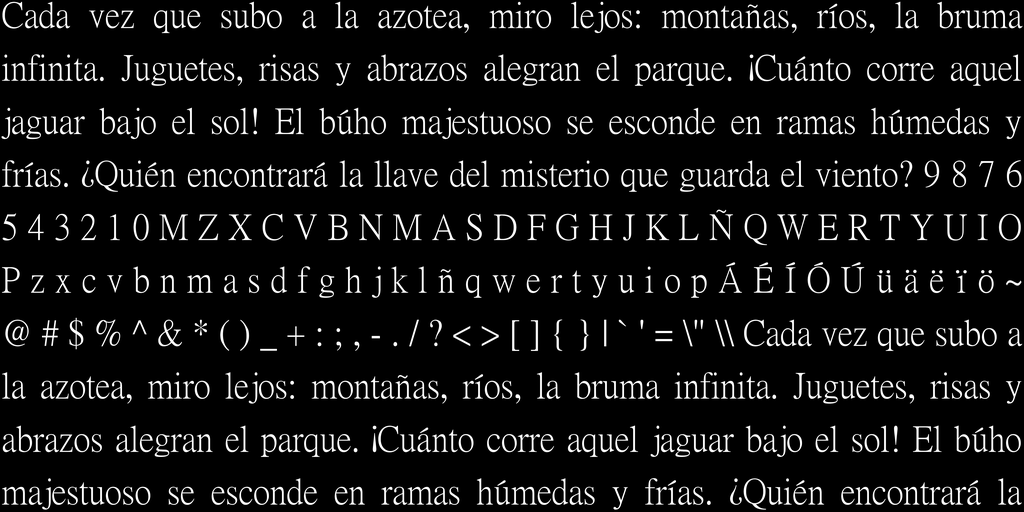 Cada vez que subo a la azotea, miro lejos: montañas, ríos, la bruma
infinita. Juguetes, risas y abrazos alegran el parque. ¡Cuánto corre aquel
jaguar bajo el sol! El búho majestuoso se esconde en ramas húmedas y
frías. ¿Quién encontrará la llave del misterio que guarda el viento? 9 8 7 6
5 4 3 2 1 0 M Z X C V B N M A S D F G H J K L Ñ Q W E R T Y U I O
P z x c v b n m a s d f g h j k l ñ q w e r t y u i o p Á É Í Ó Ú ü ä ë ï ö ~
@ # $ % ^ & * ( ) _ + : ; , - . / ? < > [ ] { } | ` ' = \" \\ Cada vez que subo a
la azotea, miro lejos: montañas, ríos, la bruma infinita. Juguetes, risas y
abrazos alegran el parque. ¡Cuánto corre aquel jaguar bajo el sol! El búho
majestuoso se esconde en ramas húmedas y frías. ¿Quién encontrará la